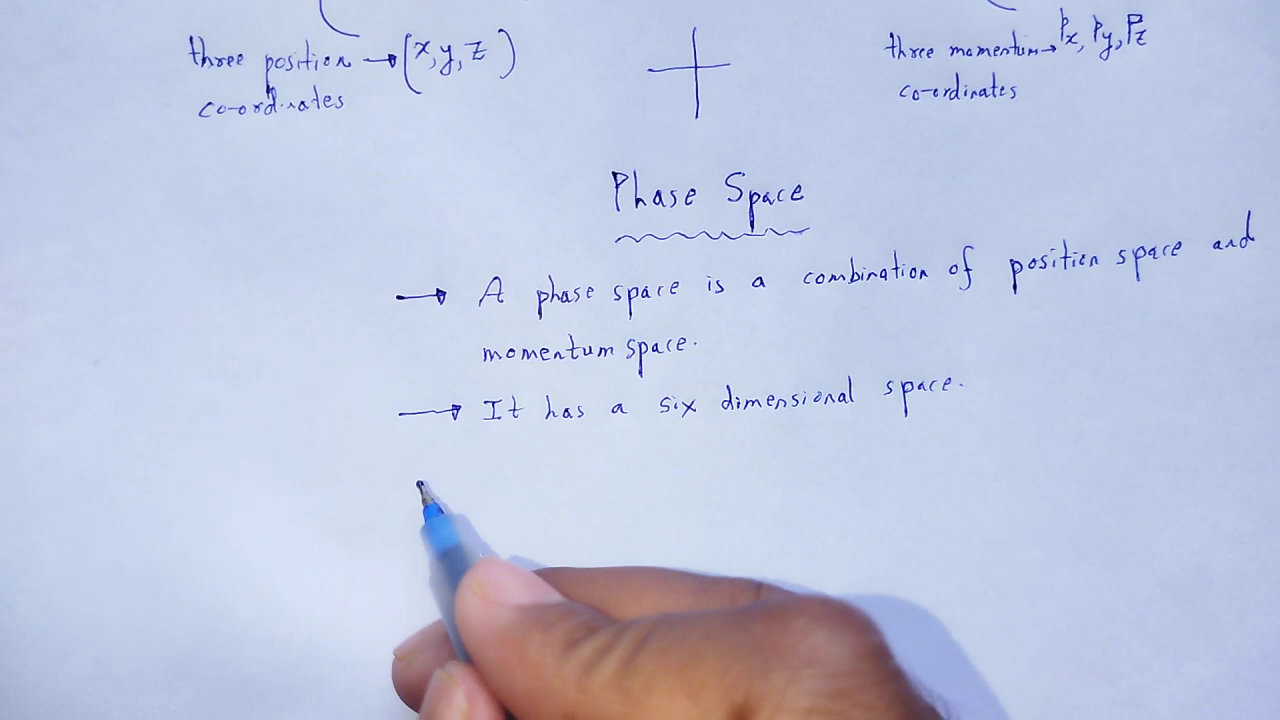 three position → (x, y, z)
co-ordinates
+
three momentum → Px, Py, Pz
co-ordinates
Phase Space
→ A phase space is a combination of position space and
momentum space.
→ It has a six dimensional space.